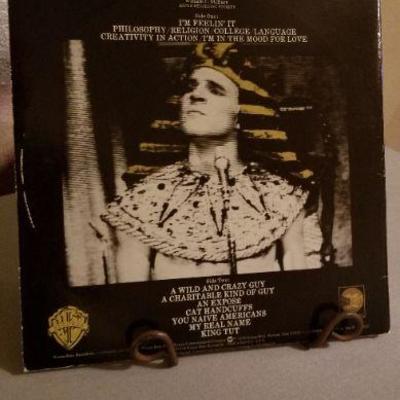 Side One:
I'M FEELIN' IT
PHILOSOPHY/RELIGION/COLLEGE/LANGUAGE
CREATIVITY IN ACTION/I'M IN THE MOOD FOR LOVE
Side Two:
A WILD AND CRAZY GUY
A CHARITABLE KIND OF GUY
AN EXPOSE
CAT HANDCUFFS
YOU NAIVE AMERICANS
MY REAL NAME
KING TUT